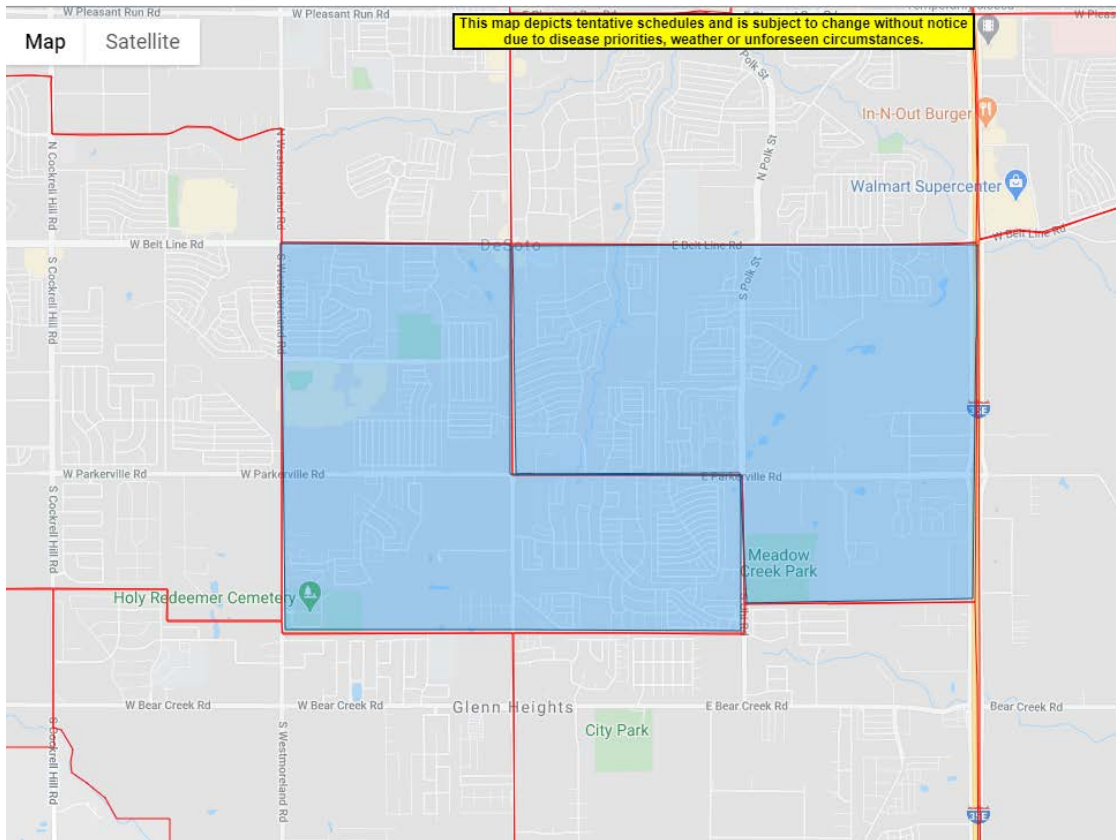 W Pleasant Run Rd
W Pleasant Run Rd
This map depicts tentative schedules and is subject to change without notice
due to disease priorities, weather or unforeseen circumstances.
Map
Satellite
Polk St
In-N-Out Burger
N Cockrell Hill Rd
N Westmoreland Rd
N Polk St
Walmart Supercenter
W Belt Line Rd
DeSoto
E Belt Line Rd
W Belt Line Rd
S Cockrell Hill Rd
S Westmoreland Rd
S Polk St
35E
W Parkerville Rd
W Parkerville Rd
E Parkerville Rd
S Cockrell Hill Rd
Meadow
Creek Park
Holy Redeemer Cemetery
W Bear Creek Rd
W Bear Creek Rd
Glenn Heights
E Bear Creek Rd
Bear Creek Rd
S Cockrell Hill Rd
S Westmoreland Rd
City Park
35E